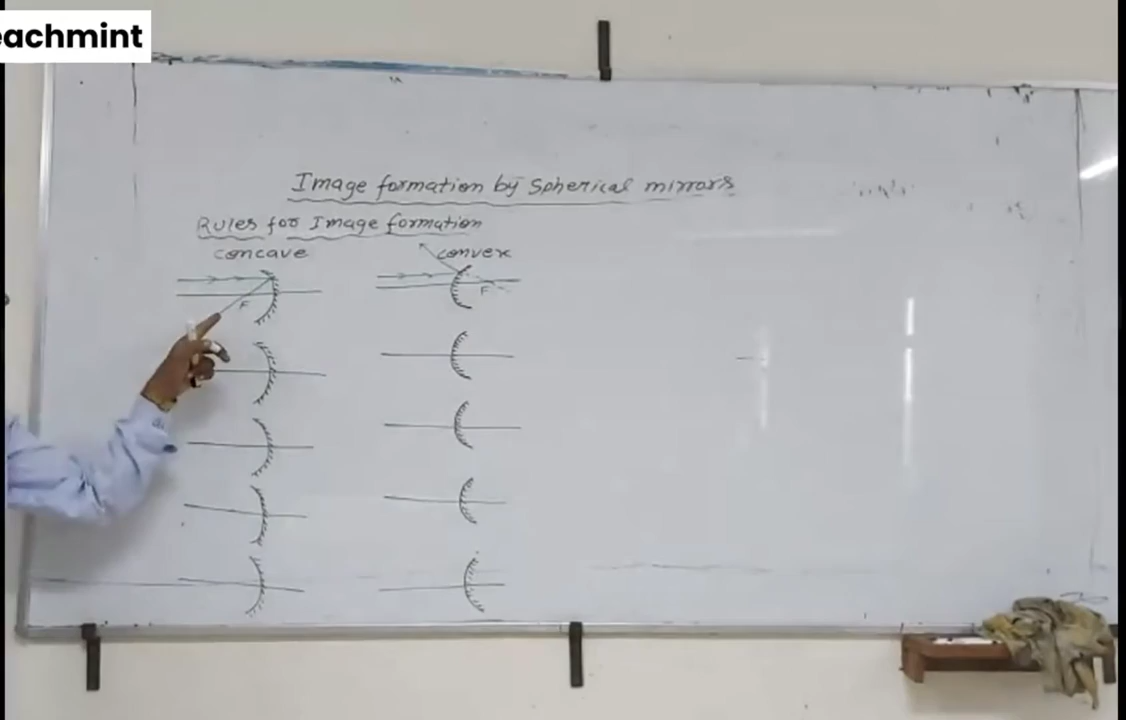 eachmint
Image formation by Spherical mirrors
Rules for Image formation
concave
convex
F
F